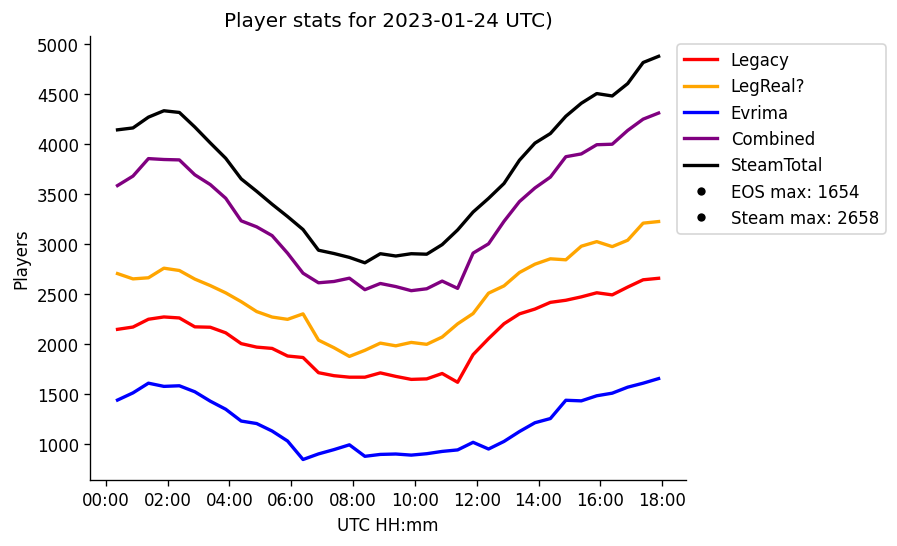 Player stats for 2023-01-24 UTC)
Players
5000
4500
4000
3500
3000
2500
2000
1500
1000
00:00 02:00 04:00 06:00 08:00 10:00 12:00 14:00 16:00 18:00
UTC HH:mm
Legacy
LegReal?
Evrima
Combined
SteamTotal
EOS max: 1654
Steam max: 2658